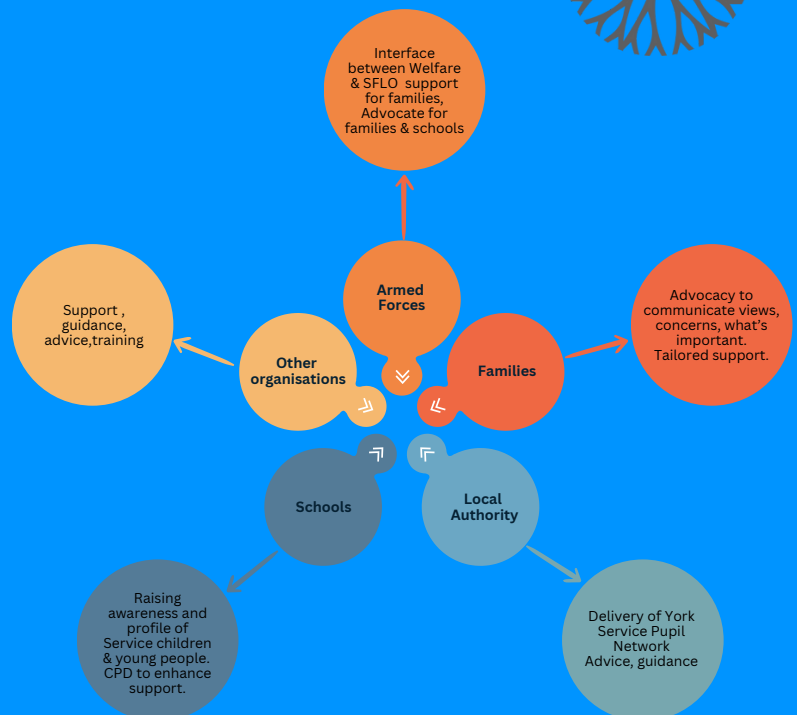 Interface
between Welfare
& SFLO  support
for families,
Advocate for
families & schools
Armed
Forces
Support ,
guidance,
advice,training
Other
organisations
Families
Advocacy to
communicate views,
concerns, what's
important.
Tailored support.
Schools
Local
Authority
Raising
awareness and
profile of
Service children
& young people.
CPD to enhance
support.
Delivery of York
Service Pupil
Network
Advice, guidance